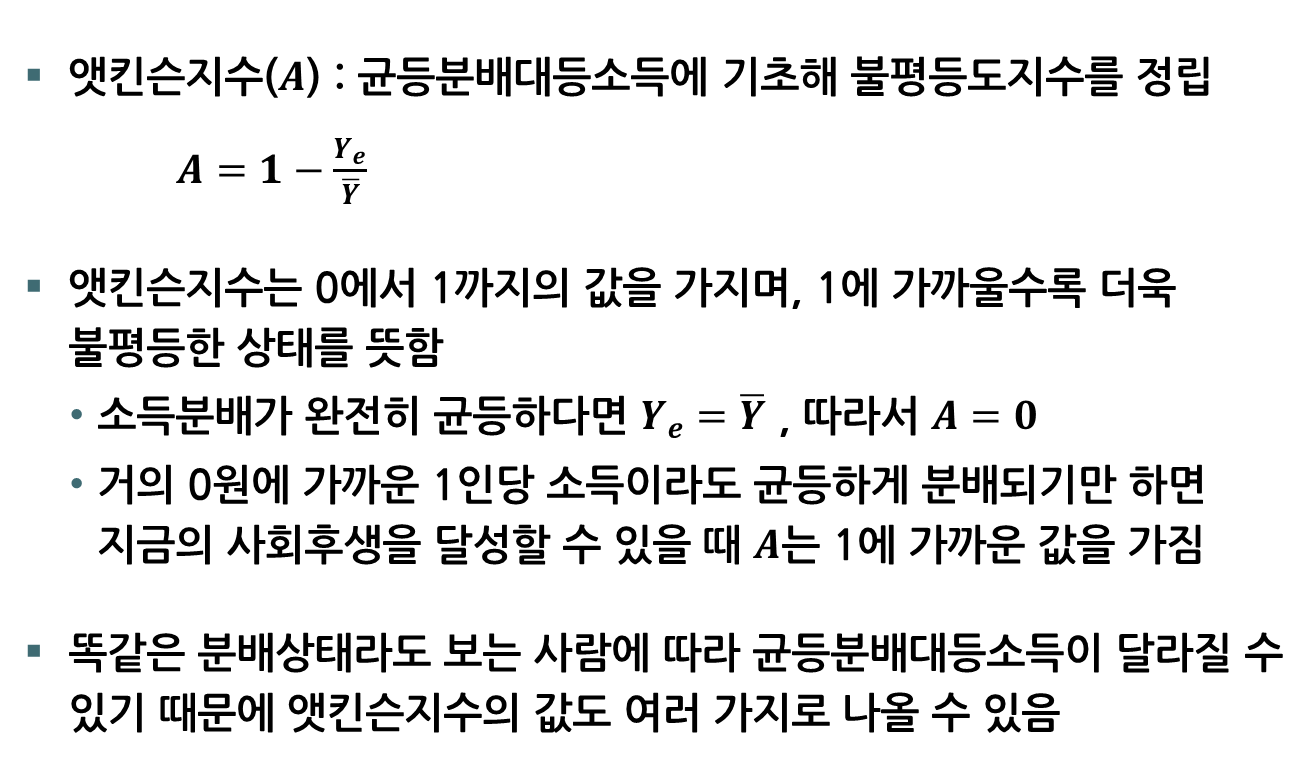 ▪ 앳킨슨지수(A) : 균등분배대등소득에 기초해 불평등도지수를 정립
A = 1 − Yₑ/Ȳ
▪ 앳킨슨지수는 0에서 1까지의 값을 가지며, 1에 가까울수록 더욱
불평등한 상태를 뜻함
• 소득분배가 완전히 균등하다면 Yₑ = Ȳ , 따라서 A = 0
• 거의 0원에 가까운 1인당 소득이라도 균등하게 분배되기만 하면
지금의 사회후생을 달성할 수 있을 때 A는 1에 가까운 값을 가짐
▪ 똑같은 분배상태라도 보는 사람에 따라 균등분배대등소득이 달라질 수
있기 때문에 앳킨슨지수의 값도 여러 가지로 나올 수 있음